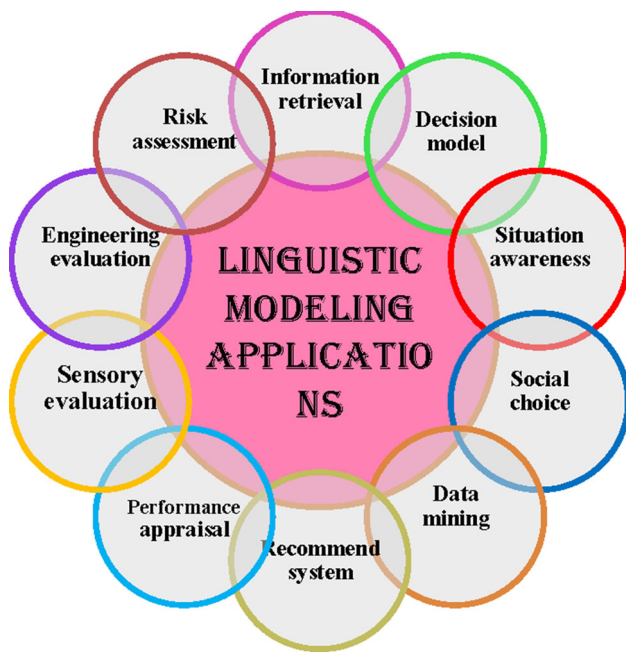 Information
retrieval
Decision
model
Situation
awareness
Social
choice
Data
mining
Recommend
system
Performance
appraisal
Sensory
evaluation
Engineering
evaluation
Risk
assessment
LINGUISTIC
MODELING
APPLICATIO
NS